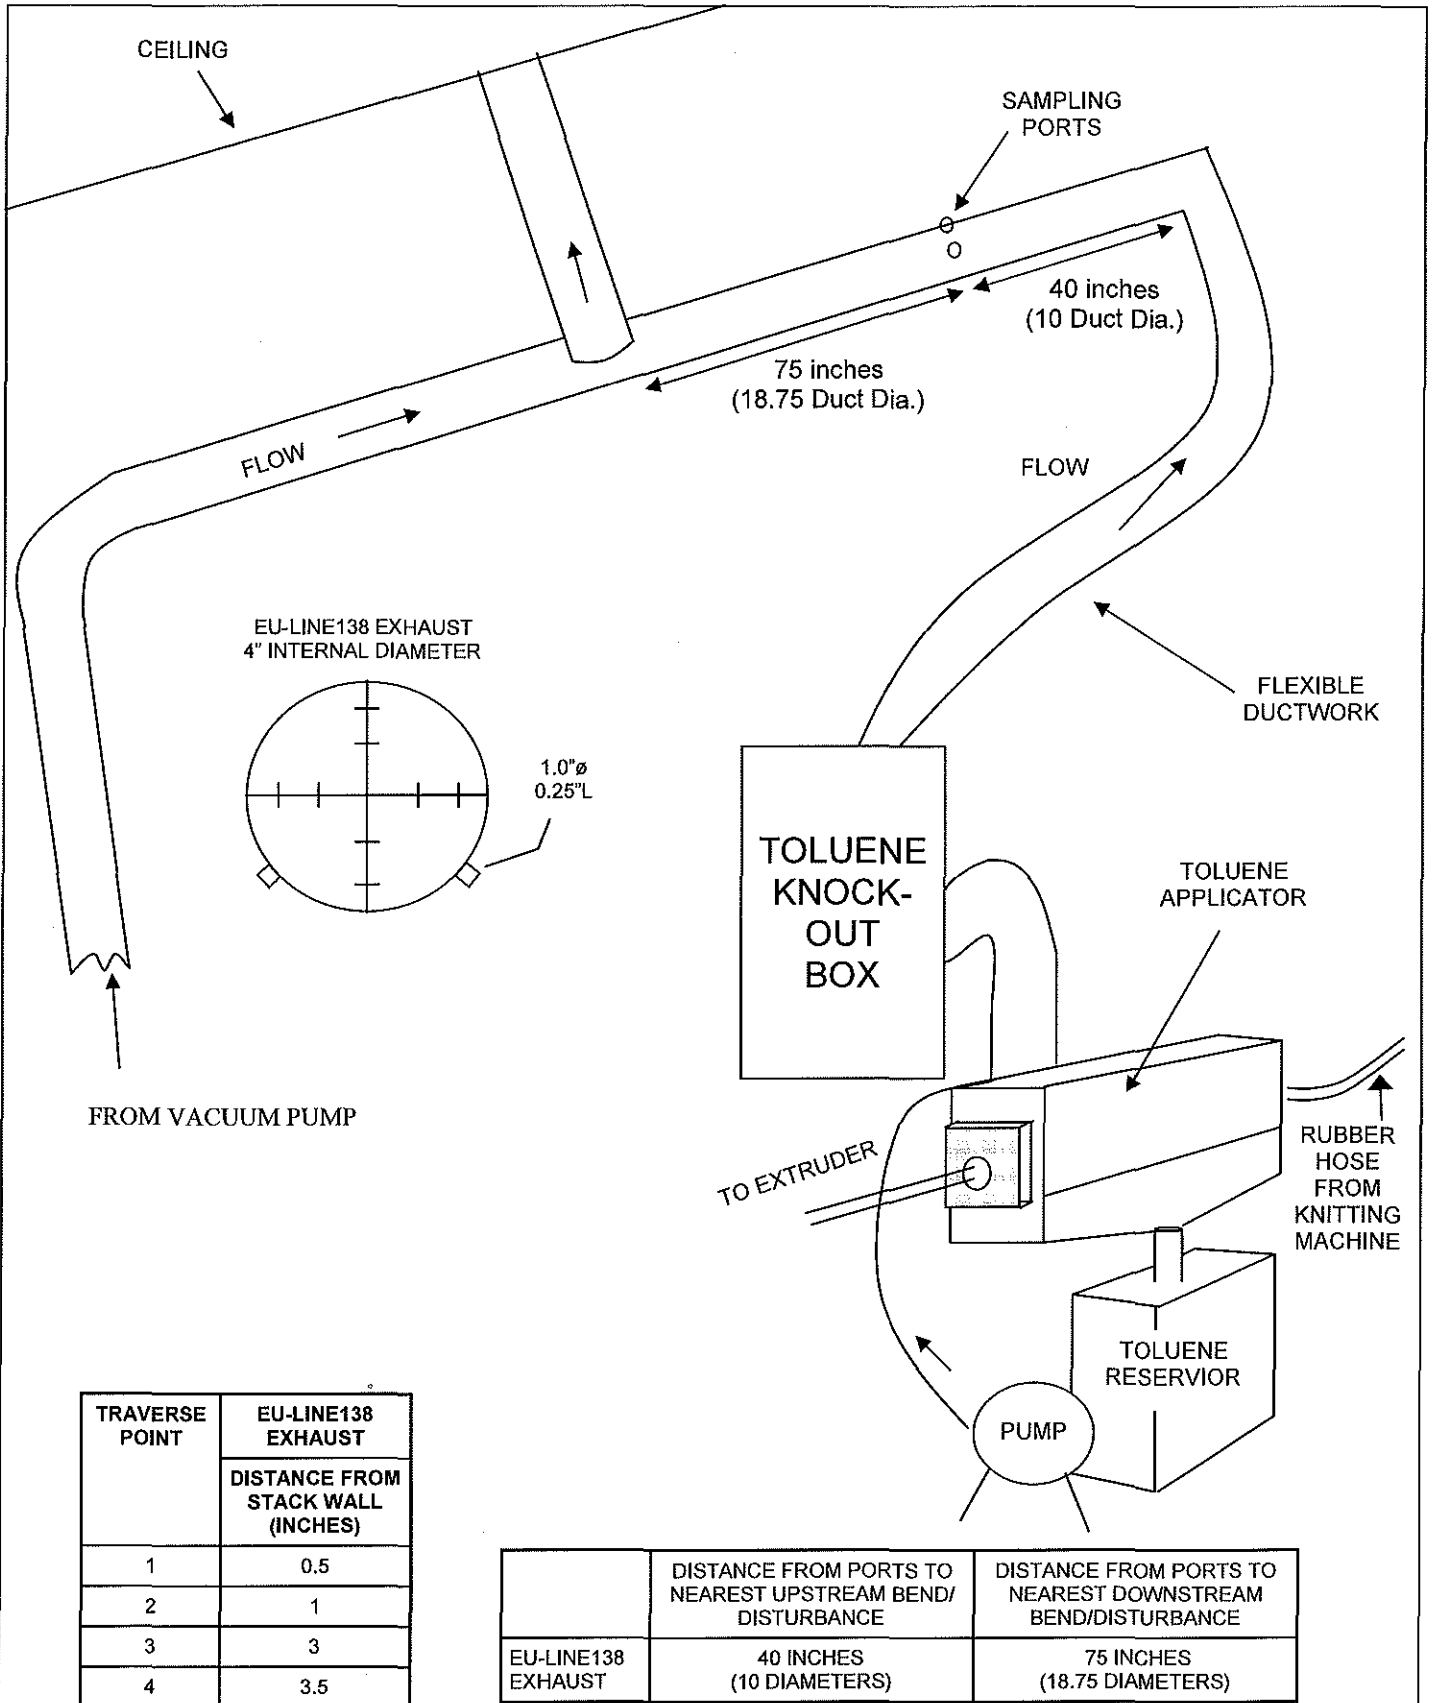 CEILING
SAMPLING
PORTS
40 inches
(10 Duct Dia.)
75 inches
(18.75 Duct Dia.)
FLOW
FLOW
EU-LINE138 EXHAUST
4" INTERNAL DIAMETER
1.0"ø
0.25"L
FLEXIBLE
DUCTWORK
TOLUENE
KNOCK-
OUT
BOX
TOLUENE
APPLICATOR
FROM VACUUM PUMP
TO EXTRUDER
RUBBER
HOSE
FROM
KNITTING
MACHINE
TOLUENE
RESERVIOR
PUMP
TRAVERSE
POINT
EU-LINE138
EXHAUST
DISTANCE FROM
STACK WALL
(INCHES)
1 0.5
2 1
3 3
4 3.5
DISTANCE FROM PORTS TO
NEAREST UPSTREAM BEND/
DISTURBANCE
DISTANCE FROM PORTS TO
NEAREST DOWNSTREAM
BEND/DISTURBANCE
EU-LINE138
EXHAUST
40 INCHES
(10 DIAMETERS)
75 INCHES
(18.75 DIAMETERS)